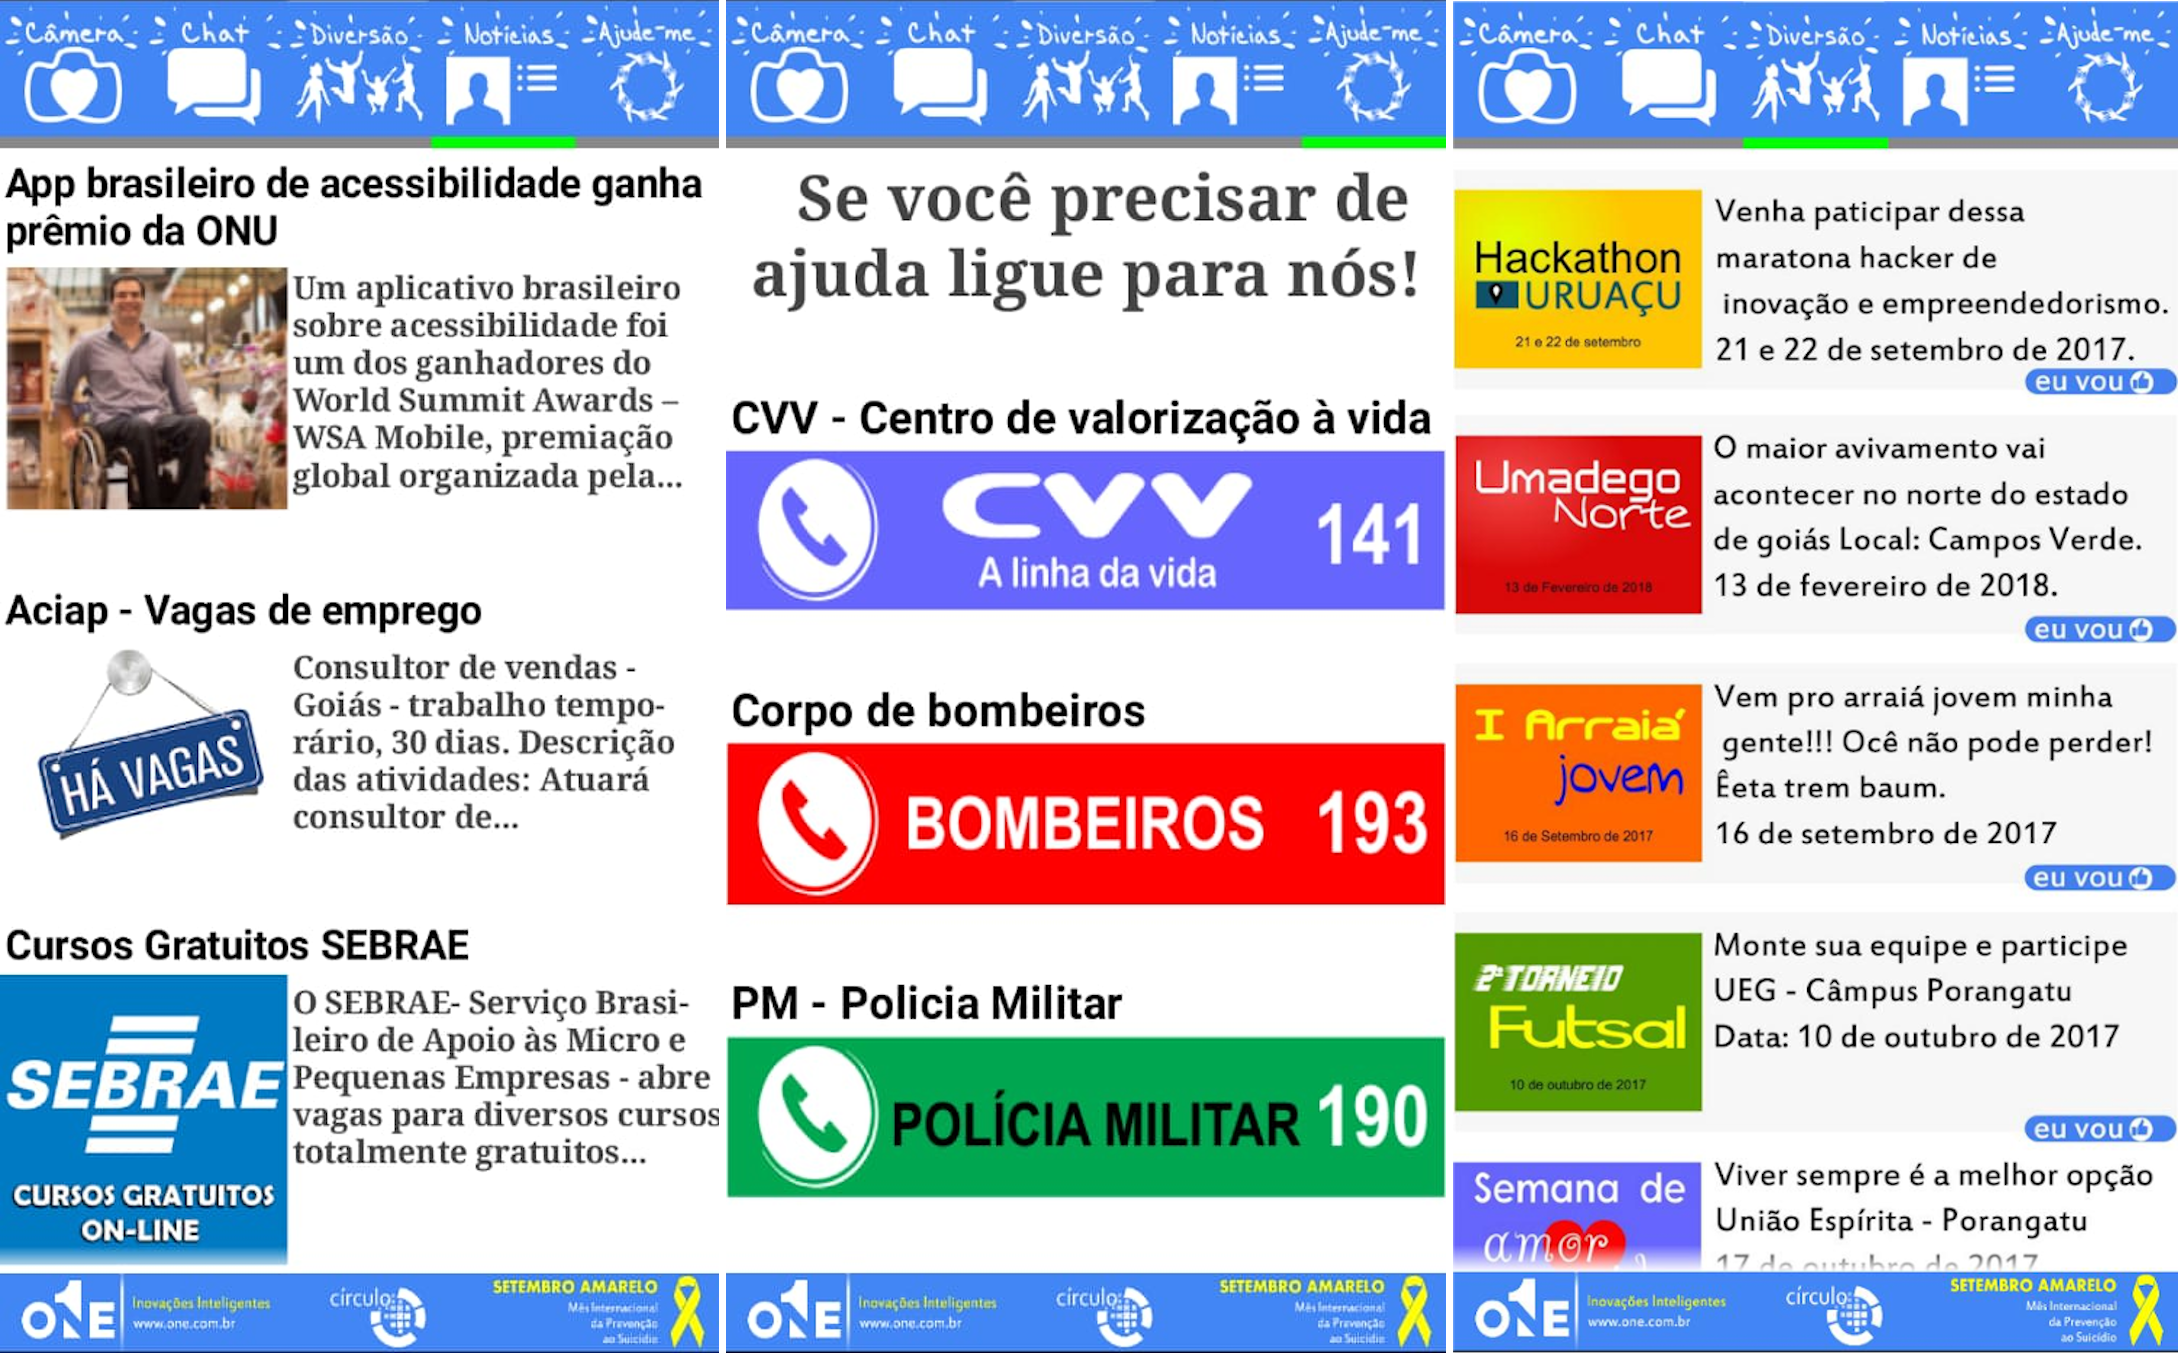 Câmera
Chat
Diversão
Notícias
Ajude-me
App brasileiro de acessibilidade ganha
prêmio da ONU
Um aplicativo brasileiro
sobre acessibilidade foi
um dos ganhadores do
World Summit Awards –
WSA Mobile, premiação
global organizada pela...
Aciap - Vagas de emprego
HÁ VAGAS
Consultor de vendas -
Goiás - trabalho tempo-
rário, 30 dias. Descrição
das atividades: Atuará
consultor de...
Cursos Gratuitos SEBRAE
SEBRAE
CURSOS GRATUITOS
ON-LINE
O SEBRAE- Serviço Brasi-
leiro de Apoio às Micro e
Pequenas Empresas - abre
vagas para diversos cursos
totalmente gratuitos...
ONE
Inovações Inteligentes
www.one.com.br
círculo
SETEMBRO AMARELO
Mês Internacional
da Prevenção
ao Suicídio
Câmera
Chat
Diversão
Notícias
Ajude-me
Se você precisar de
ajuda ligue para nós!
CVV - Centro de valorização à vida
CVV
A linha da vida
141
Corpo de bombeiros
BOMBEIROS 193
PM - Policia Militar
POLÍCIA MILITAR 190
ONE
Inovações Inteligentes
www.one.com.br
círculo
SETEMBRO AMARELO
Mês Internacional
da Prevenção
ao Suicídio
Câmera
Chat
Diversão
Notícias
Ajude-me
Hackathon
URUAÇU
21 e 22 de setembro
Venha paticipar dessa
maratona hacker de
inovação e empreendedorismo.
21 e 22 de setembro de 2017.
eu vou
Umadego
Norte
13 de Fevereiro de 2018
O maior avivamento vai
acontecer no norte do estado
de goiás Local: Campos Verde.
13 de fevereiro de 2018.
eu vou
I Arraiá
jovem
16 de Setembro de 2017
Vem pro arraiá jovem minha
gente!!! Ocê não pode perder!
Êeta trem baum.
16 de setembro de 2017
eu vou
2º TORNEIO
Futsal
10 de outubro de 2017
Monte sua equipe e participe
UEG - Câmpus Porangatu
Data: 10 de outubro de 2017
eu vou
Semana de
amor
Viver sempre é a melhor opção
União Espírita - Porangatu
17 de outubro de 2017
ONE
Inovações Inteligentes
www.one.com.br
círculo
SETEMBRO AMARELO
Mês Internacional
da Prevenção
ao Suicídio